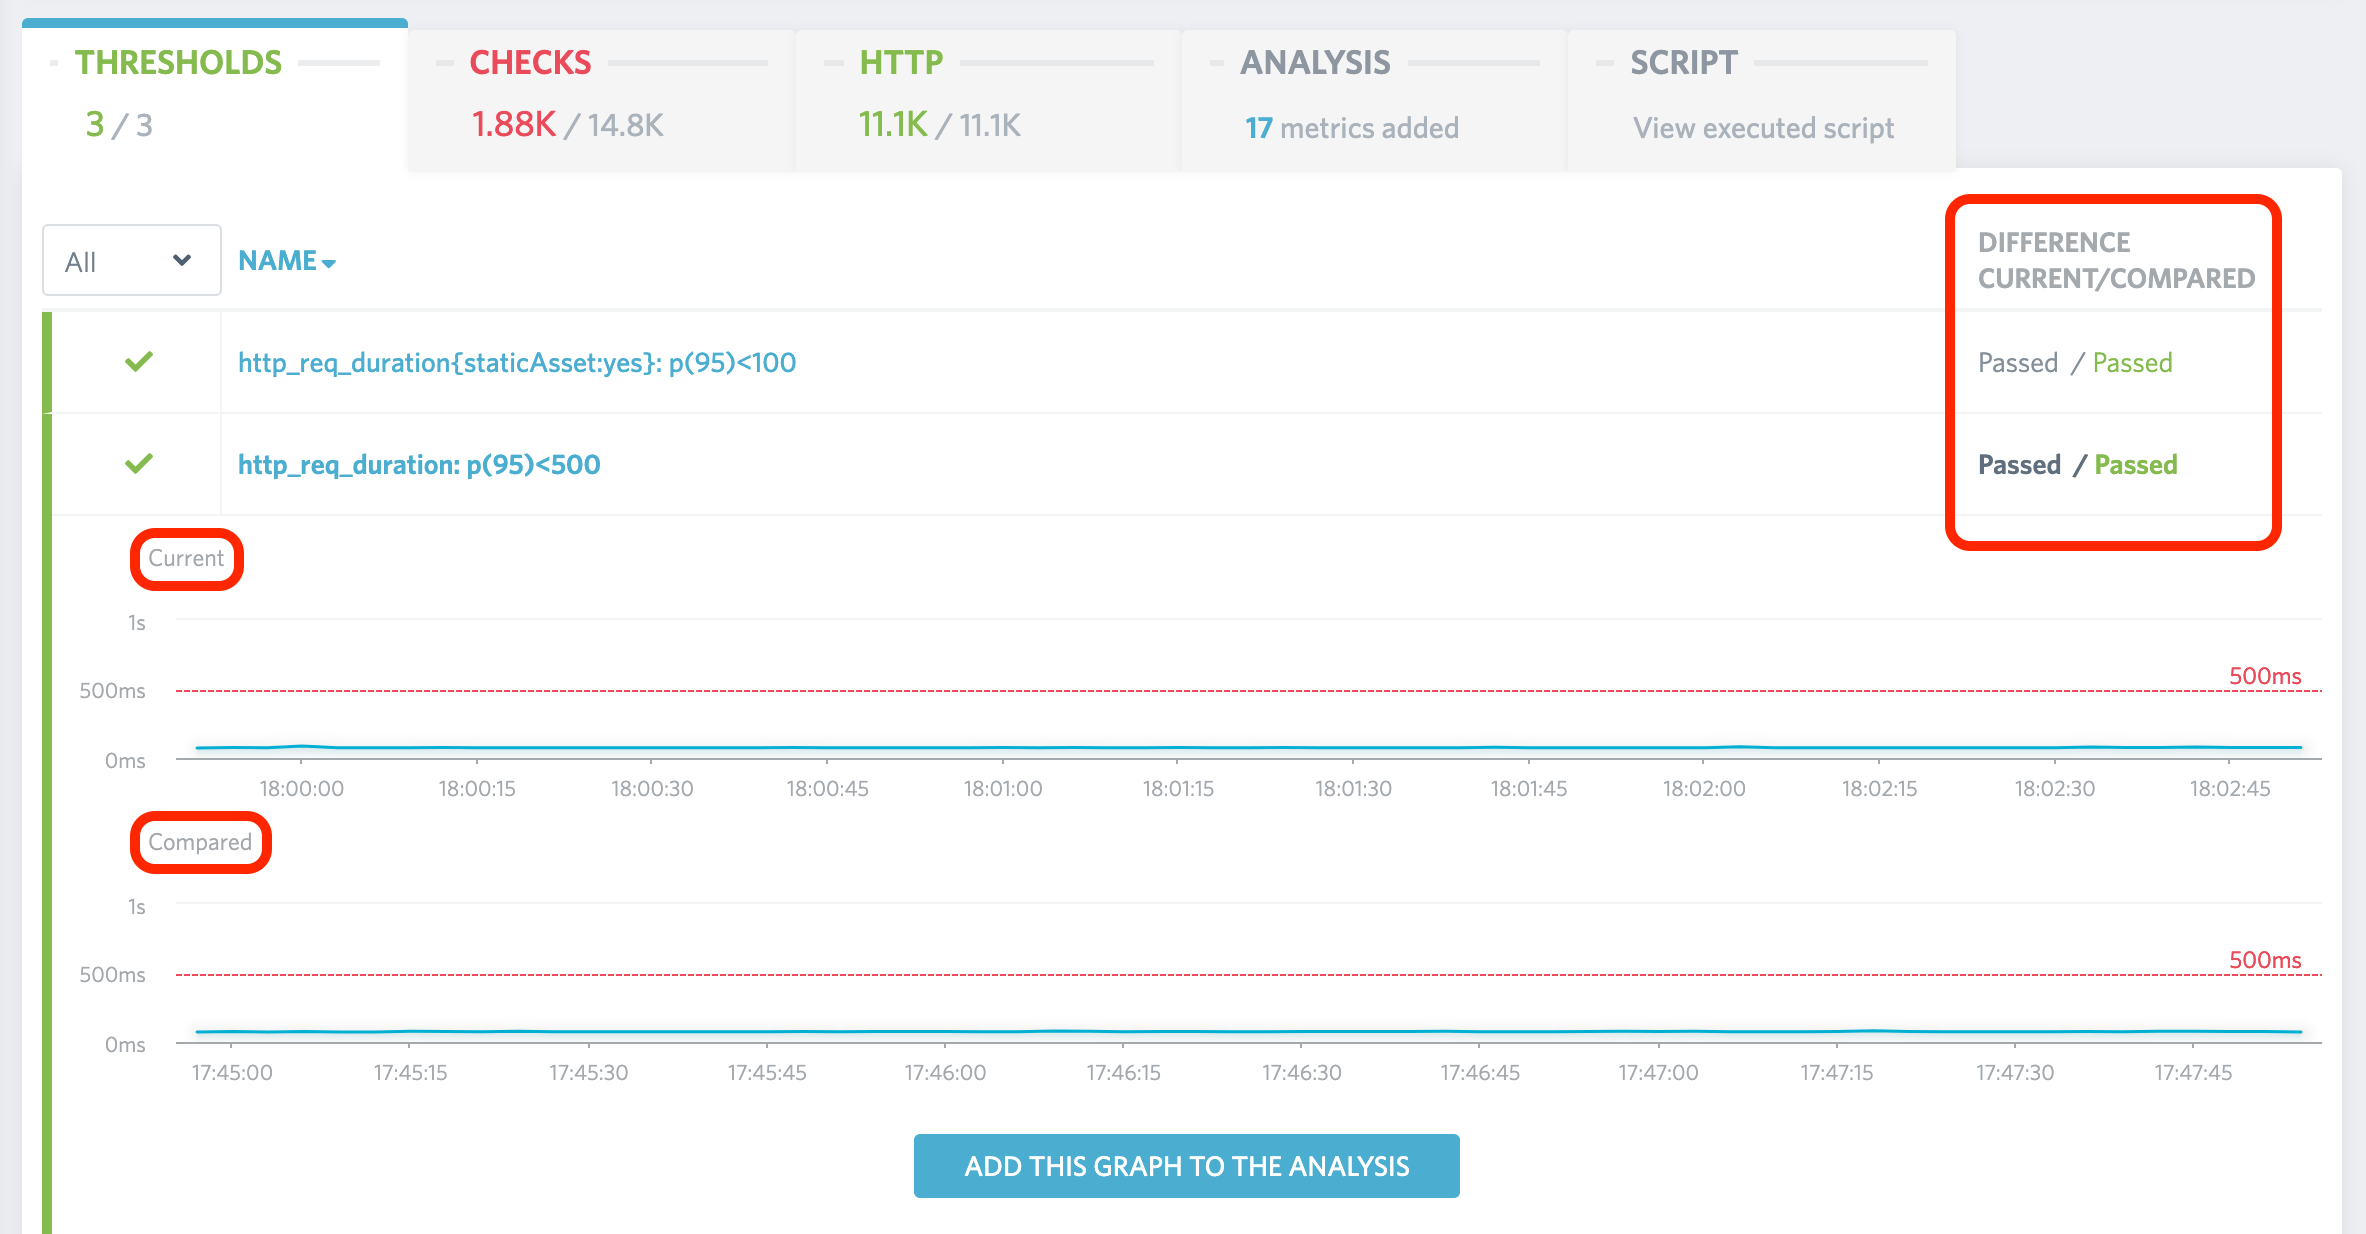 THRESHOLDS
3 / 3
CHECKS
1.88K / 14.8K
HTTP
11.1K / 11.1K
ANALYSIS
17 metrics added
SCRIPT
View executed script
All
NAME
DIFFERENCE
CURRENT/COMPARED
http_req_duration{staticAsset:yes}: p(95)<100
Passed / Passed
http_req_duration: p(95)<500
Passed / Passed
Current
1s
500ms
500ms
0ms
18:00:00 18:00:15 18:00:30 18:00:45 18:01:00 18:01:15 18:01:30 18:01:45 18:02:00 18:02:15 18:02:30 18:02:45
Compared
1s
500ms
500ms
0ms
17:45:00 17:45:15 17:45:30 17:45:45 17:46:00 17:46:15 17:46:30 17:46:45 17:47:00 17:47:15 17:47:30 17:47:45
ADD THIS GRAPH TO THE ANALYSIS